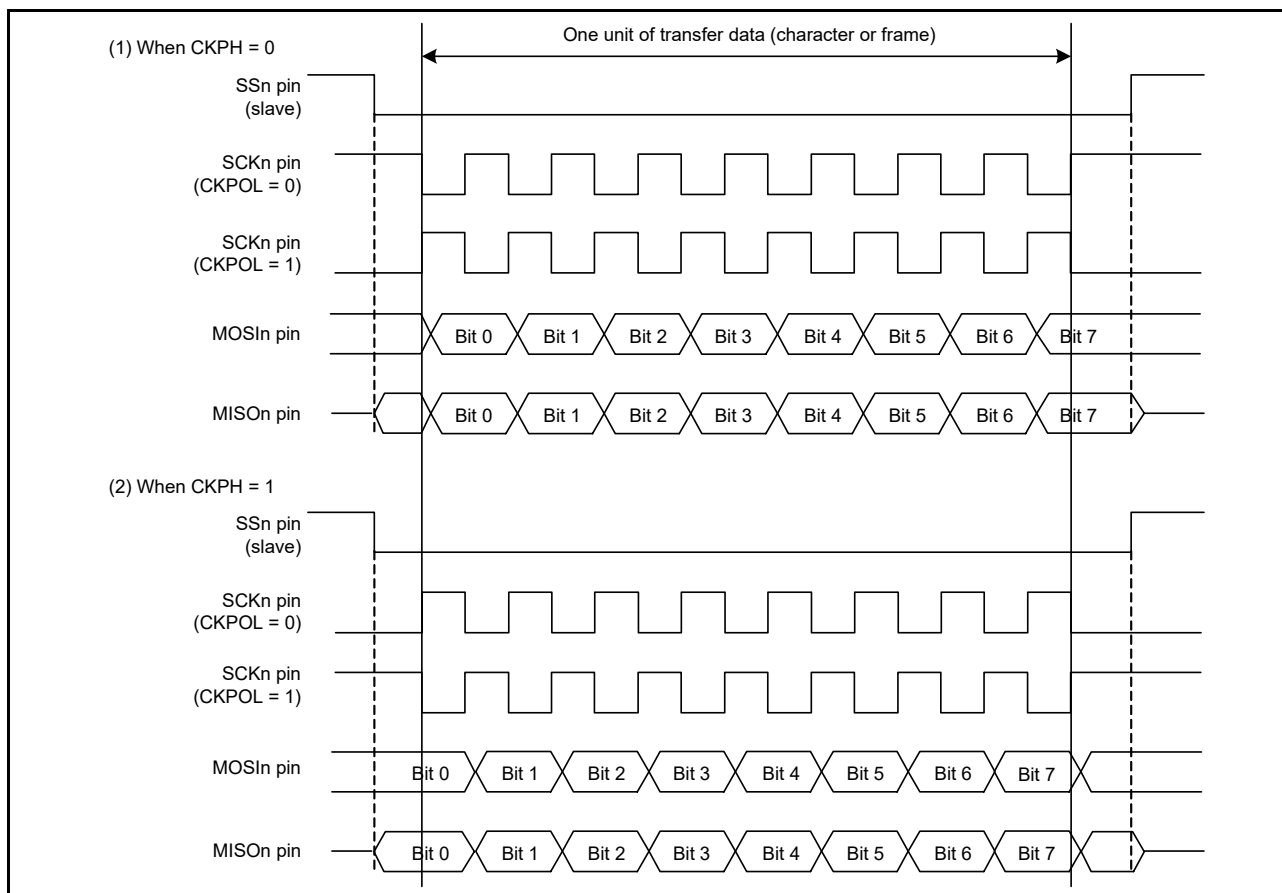 One unit of transfer data (character or frame)
(1) When CKPH = 0
SSn pin
(slave)
SCKn pin
(CKPOL = 0)
SCKn pin
(CKPOL = 1)
MOSIn pin Bit 0 Bit 1 Bit 2 Bit 3 Bit 4 Bit 5 Bit 6 Bit 7
MISOn pin Bit 0 Bit 1 Bit 2 Bit 3 Bit 4 Bit 5 Bit 6 Bit 7
(2) When CKPH = 1
SSn pin
(slave)
SCKn pin
(CKPOL = 0)
SCKn pin
(CKPOL = 1)
MOSIn pin Bit 0 Bit 1 Bit 2 Bit 3 Bit 4 Bit 5 Bit 6 Bit 7
MISOn pin Bit 0 Bit 1 Bit 2 Bit 3 Bit 4 Bit 5 Bit 6 Bit 7